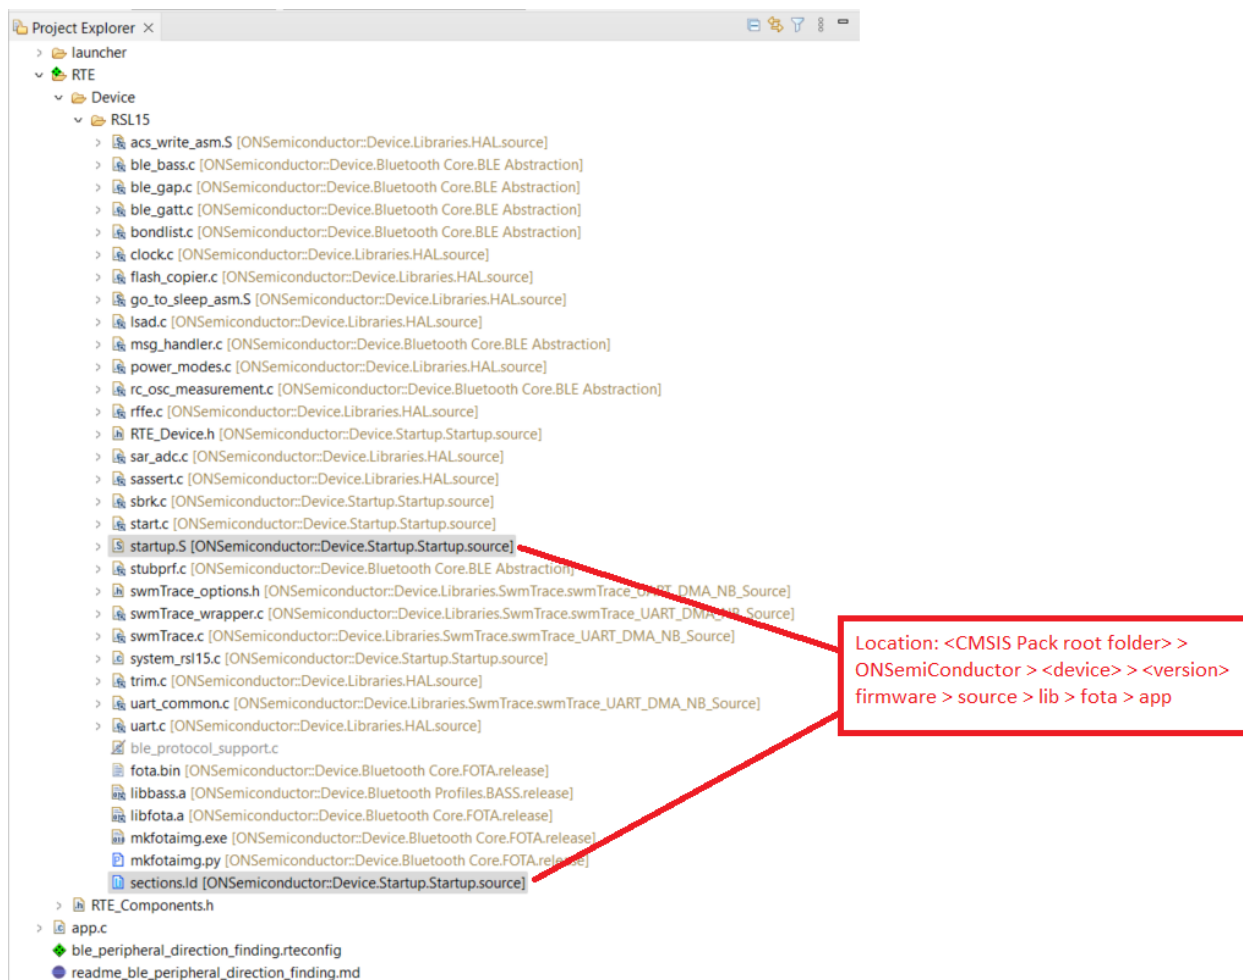 Project Explorer
launcher
RTE
Device
RSL15
acs_write_asm.S [ONSemiconductor::Device.Libraries.HAL.source]
ble_bass.c [ONSemiconductor::Device.Bluetooth Core.BLE Abstraction]
ble_gap.c [ONSemiconductor::Device.Bluetooth Core.BLE Abstraction]
ble_gatt.c [ONSemiconductor::Device.Bluetooth Core.BLE Abstraction]
bondlist.c [ONSemiconductor::Device.Bluetooth Core.BLE Abstraction]
clock.c [ONSemiconductor::Device.Libraries.HAL.source]
flash_copier.c [ONSemiconductor::Device.Libraries.HAL.source]
go_to_sleep_asm.S [ONSemiconductor::Device.Libraries.HAL.source]
lsad.c [ONSemiconductor::Device.Libraries.HAL.source]
msg_handler.c [ONSemiconductor::Device.Bluetooth Core.BLE Abstraction]
power_modes.c [ONSemiconductor::Device.Libraries.HAL.source]
rc_osc_measurement.c [ONSemiconductor::Device.Bluetooth Core.BLE Abstraction]
rffe.c [ONSemiconductor::Device.Libraries.HAL.source]
RTE_Device.h [ONSemiconductor::Device.Startup.Startup.source]
sar_adc.c [ONSemiconductor::Device.Libraries.HAL.source]
sassert.c [ONSemiconductor::Device.Libraries.HAL.source]
sbrk.c [ONSemiconductor::Device.Startup.Startup.source]
start.c [ONSemiconductor::Device.Startup.Startup.source]
startup.S [ONSemiconductor::Device.Startup.Startup.source]
stubprf.c [ONSemiconductor::Device.Bluetooth Core.BLE Abstraction]
swmTrace_options.h [ONSemiconductor::Device.Libraries.SwmTrace.swmTrace_UART_DMA_NB_Source]
swmTrace_wrapper.c [ONSemiconductor::Device.Libraries.SwmTrace.swmTrace_UART_DMA_NB_Source]
swmTrace.c [ONSemiconductor::Device.Libraries.SwmTrace.swmTrace_UART_DMA_NB_Source]
system_rsl15.c [ONSemiconductor::Device.Startup.Startup.source]
trim.c [ONSemiconductor::Device.Libraries.HAL.source]
uart_common.c [ONSemiconductor::Device.Libraries.SwmTrace.swmTrace_UART_DMA_NB_Source]
uart.c [ONSemiconductor::Device.Libraries.HAL.source]
ble_protocol_support.c
fota.bin [ONSemiconductor::Device.Bluetooth Core.FOTA.release]
libbass.a [ONSemiconductor::Device.Bluetooth Profiles.BASS.release]
libfota.a [ONSemiconductor::Device.Bluetooth Core.FOTA.release]
mkfotaimg.exe [ONSemiconductor::Device.Bluetooth Core.FOTA.release]
mkfotaimg.py [ONSemiconductor::Device.Bluetooth Core.FOTA.release]
sections.ld [ONSemiconductor::Device.Startup.Startup.source]
RTE_Components.h
app.c
ble_peripheral_direction_finding.rteconfig
readme_ble_peripheral_direction_finding.md
Location: <CMSIS Pack root folder> >
ONSemiConductor > <device> > <version>
firmware > source > lib > fota > app